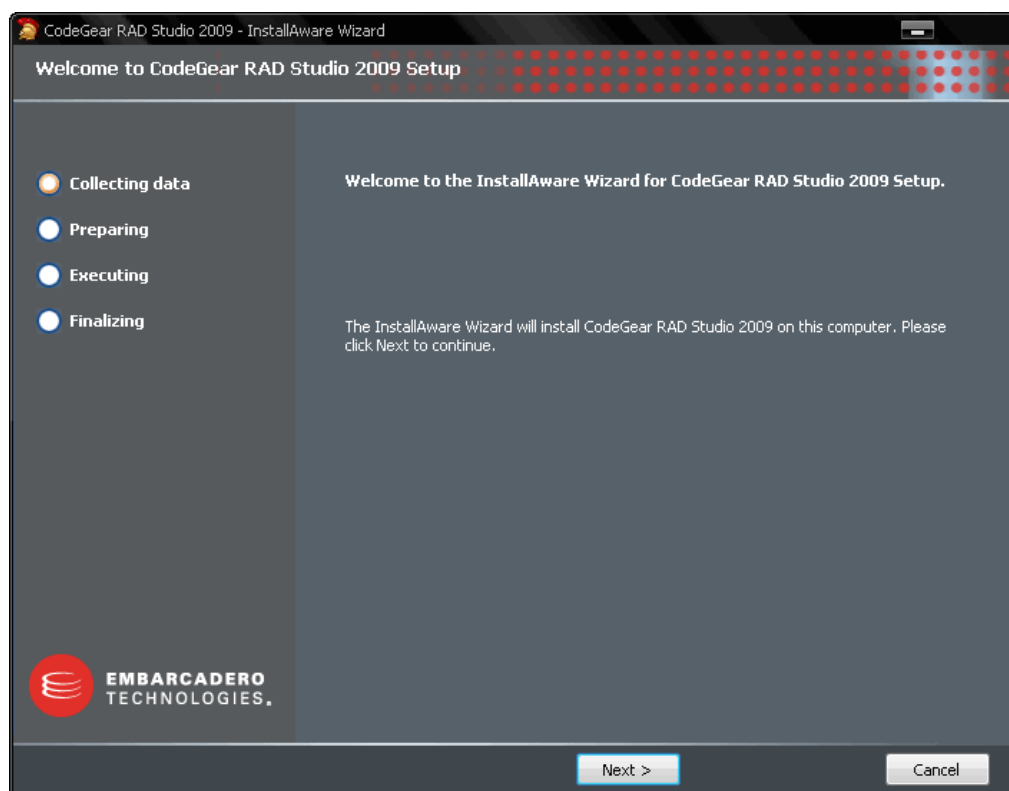 CodeGear RAD Studio 2009 - InstallAware Wizard
Welcome to CodeGear RAD Studio 2009 Setup
Collecting data
Preparing
Executing
Finalizing
Welcome to the InstallAware Wizard for CodeGear RAD Studio 2009 Setup.
The InstallAware Wizard will install CodeGear RAD Studio 2009 on this computer. Please
click Next to continue.
EMBARCADERO
TECHNOLOGIES.
Next >
Cancel